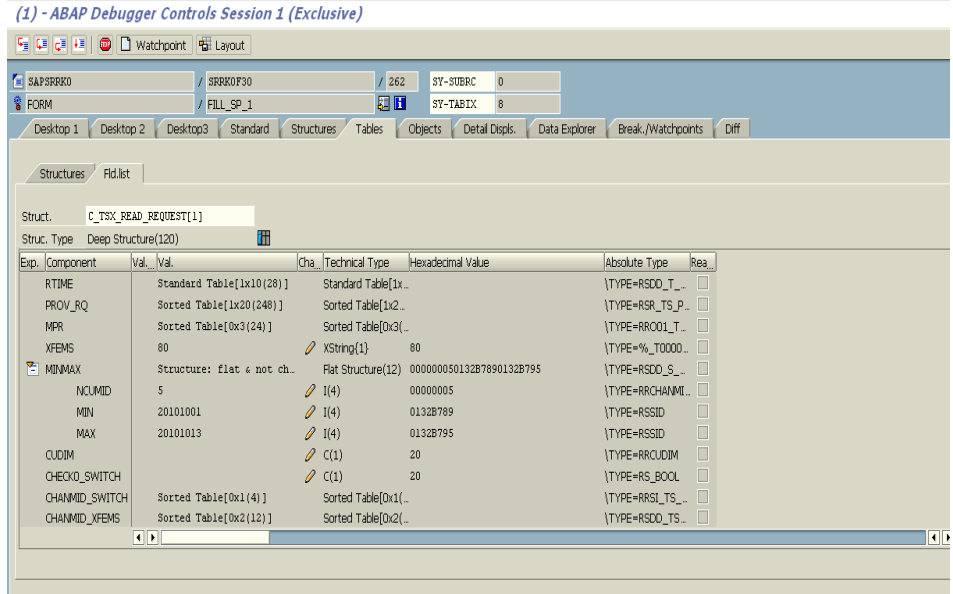 (1) - ABAP Debugger Controls Session 1 (Exclusive)
Watchpoint Layout
SAPSRRK0 / SRRK0F30 / 262 SY-SUBRC 0
FORM / FILL_SP_1 SY-TABIX 8
Desktop 1 Desktop 2 Desktop3 Standard Structures Tables Objects Detail Displs. Data Explorer Break./Watchpoints Diff
Structures Fld.list
Struct. C_TSX_READ_REQUEST[1]
Struc. Type Deep Structure(120)
Exp. Component Val... Val. Cha... Technical Type Hexadecimal Value Absolute Type Rea...
RTIME Standard Table[1x10(28)] Standard Table[1x... \TYPE=RSDD_T_...
PROV_RQ Sorted Table[1x20(248)] Sorted Table[1x2... \TYPE=RSR_TS_P...
MPR Sorted Table[0x3(24)] Sorted Table[0x3(... \TYPE=RRO01_T...
XFEMS 80 XString{1} 80 \TYPE=%_T0000...
MINMAX Structure: flat & not ch... Flat Structure(12) 000000050132B7890132B795 \TYPE=RSDD_S_...
NCUMID 5 I(4) 00000005 \TYPE=RRCHANMI...
MIN 20101001 I(4) 0132B789 \TYPE=RSSID
MAX 20101013 I(4) 0132B795 \TYPE=RSSID
CUDIM C(1) 20 \TYPE=RRCUDIM
CHECK0_SWITCH C(1) 20 \TYPE=RS_BOOL
CHANMID_SWITCH Sorted Table[0x1(4)] Sorted Table[0x1(... \TYPE=RRSI_TS_...
CHANMID_XFEMS Sorted Table[0x2(12)] Sorted Table[0x2(... \TYPE=RSDD_TS...